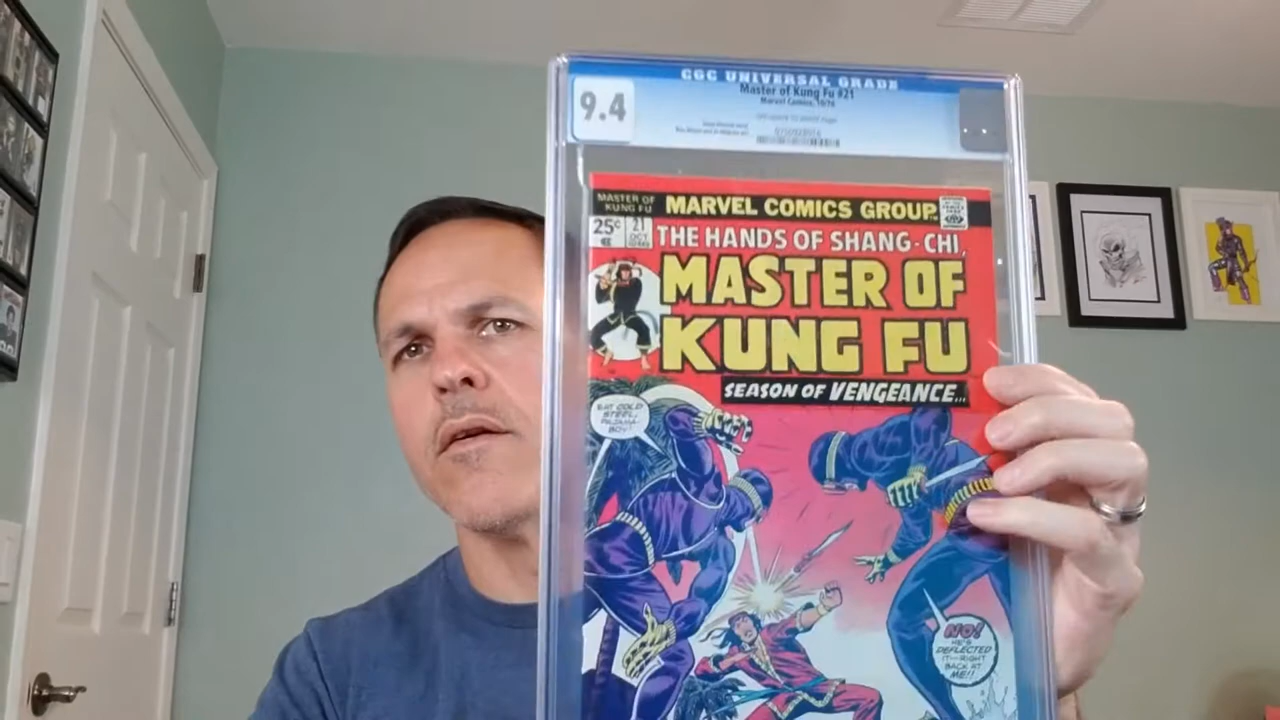 CGC UNIVERSAL GRADE
9.4
Master of Kung Fu #21
Marvel Comics, 10/74
MASTER OF
KUNG FU
MARVEL COMICS GROUP
25¢
21
OCT
THE HANDS OF SHANG-CHI,
MASTER OF
KUNG FU
SEASON OF VENGEANCE...
EAT COLD
STEEL,
PAJAMA
BOY!
NO!
HE'S
DEFLECTED
IT--RIGHT
BACK AT
ME!!